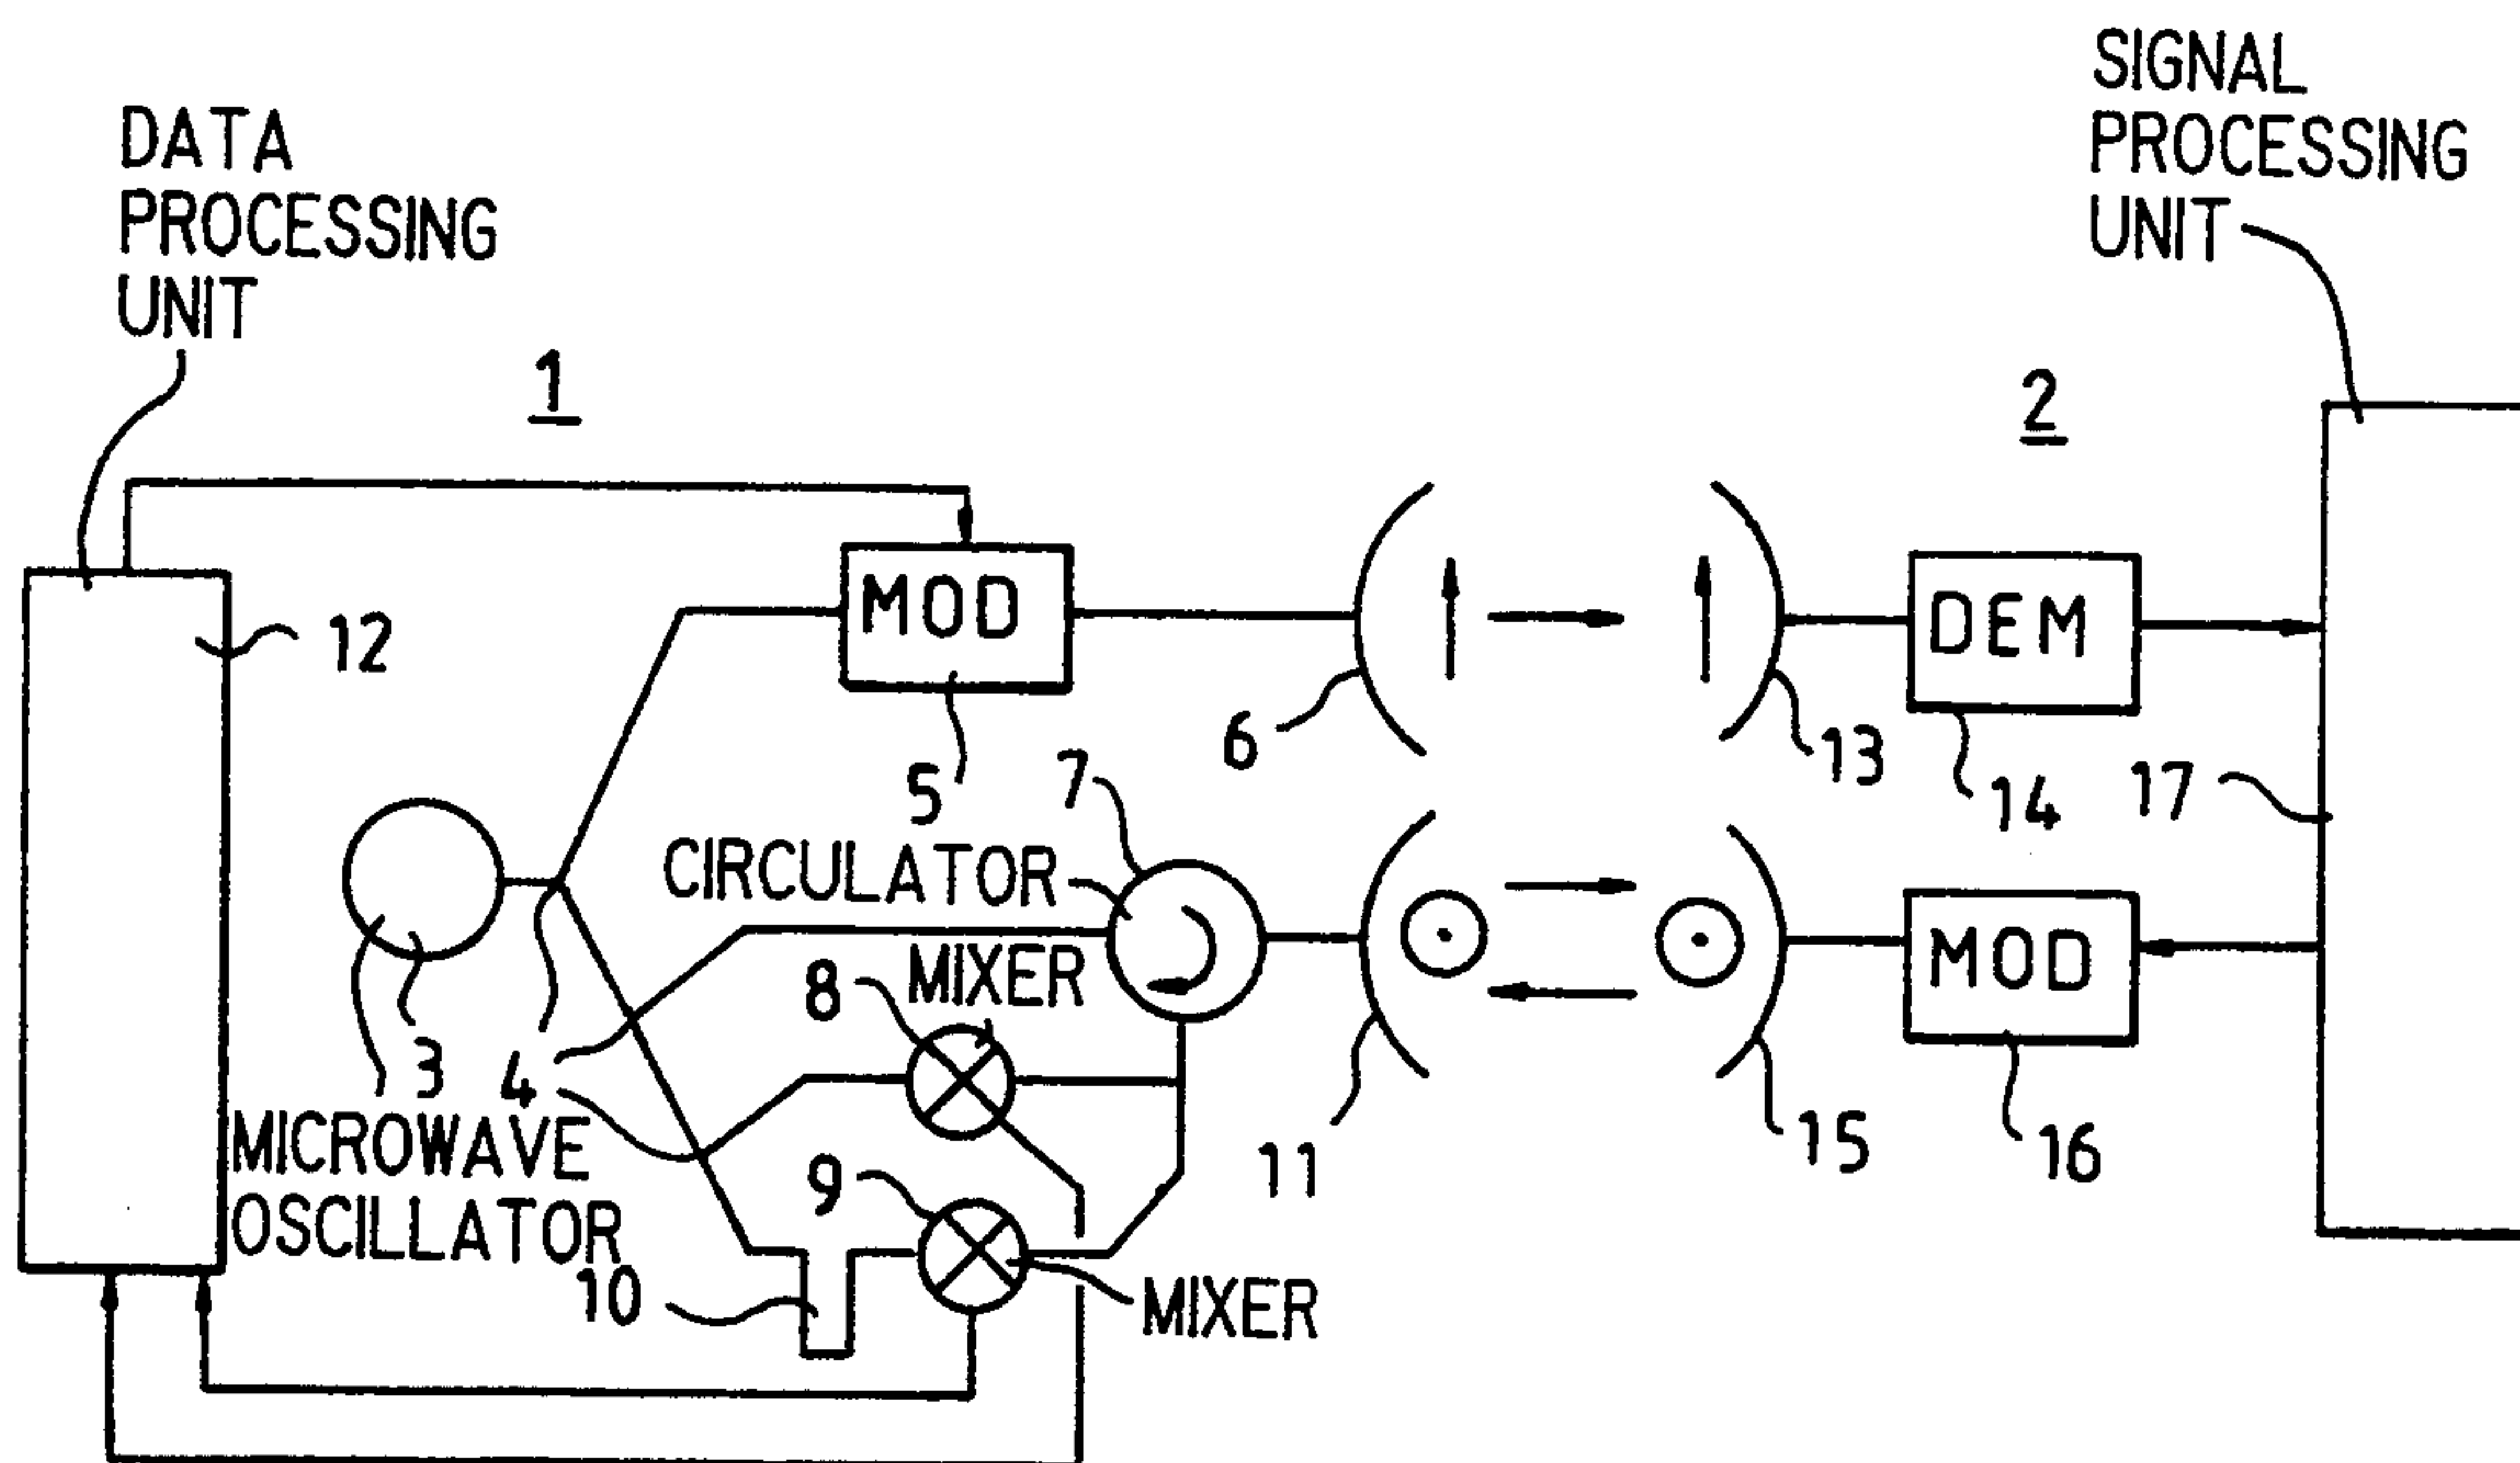 SIGNAL
PROCESSING
UNIT
DATA
PROCESSING
UNIT
1
2
MOD
DEM
12
6
13
5
7
14
17
CIRCULATOR
8
MIXER
MOD
3
4
11
15
16
MICROWAVE
OSCILLATOR
9
10
MIXER